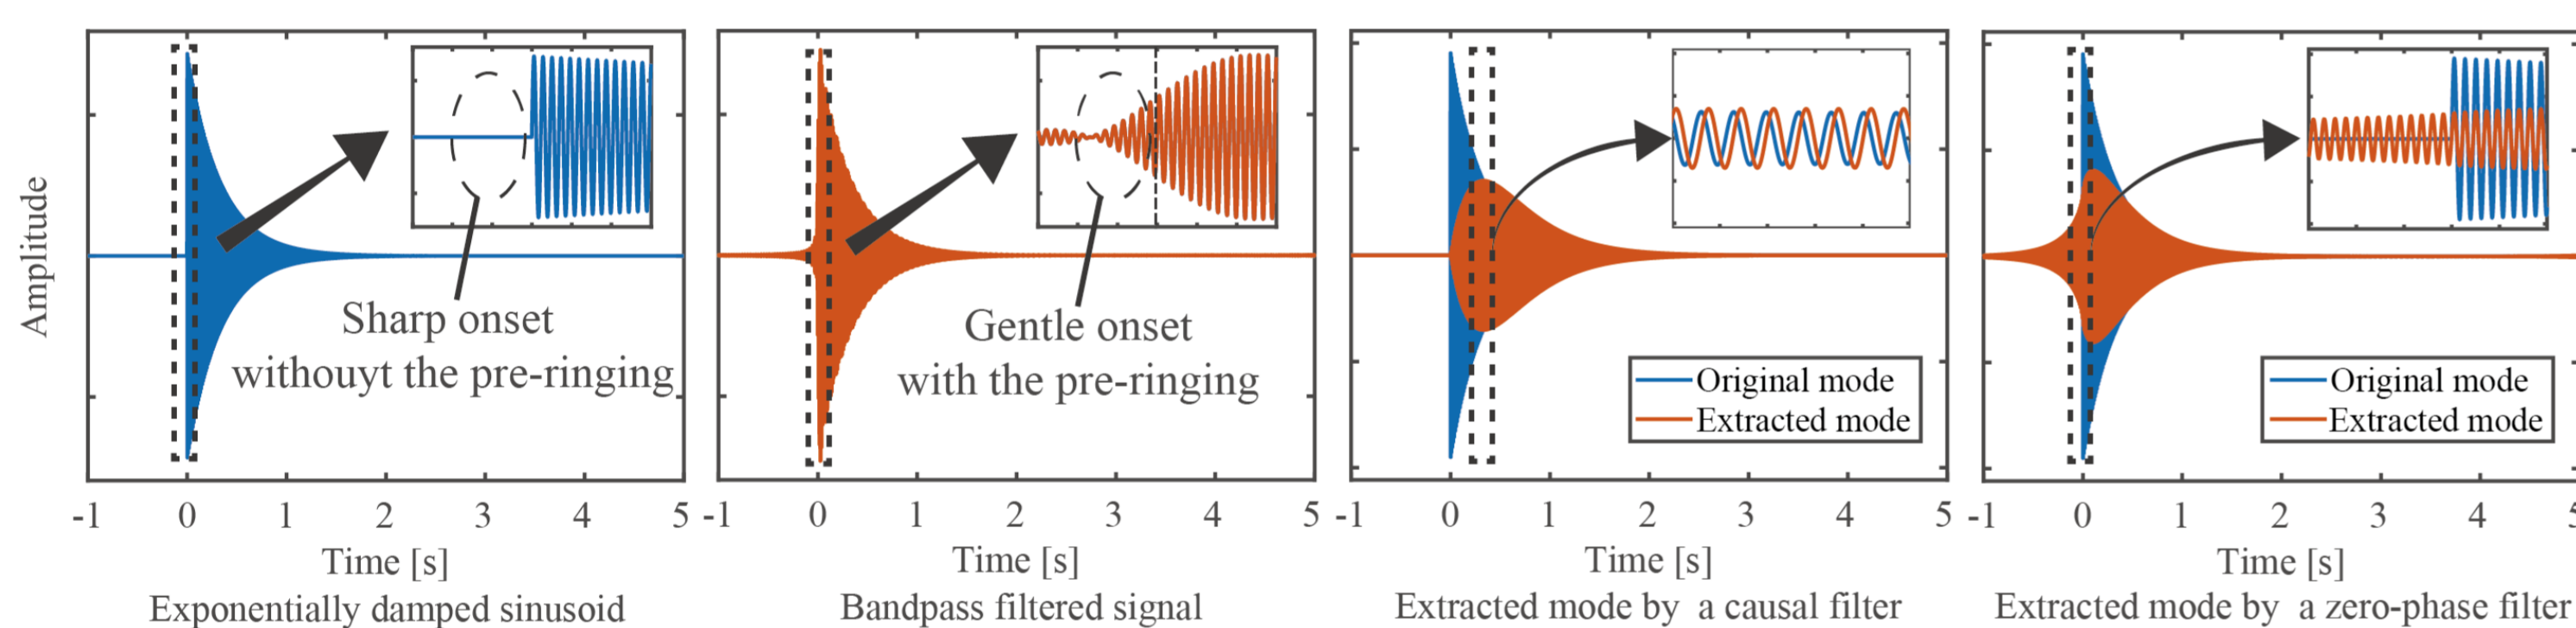 Amplitude
Sharp onset
withouyt the pre-ringing
-1 0 1 2 3 4 5
Time [s]
Exponentially damped sinusoid
Gentle onset
with the pre-ringing
-1 0 1 2 3 4 5
Time [s]
Bandpass filtered signal
Original mode
Extracted mode
-1 0 1 2 3 4 5
Time [s]
Extracted mode by a causal filter
Original mode
Extracted mode
-1 0 1 2 3 4 5
Time [s]
Extracted mode by a zero-phase filter